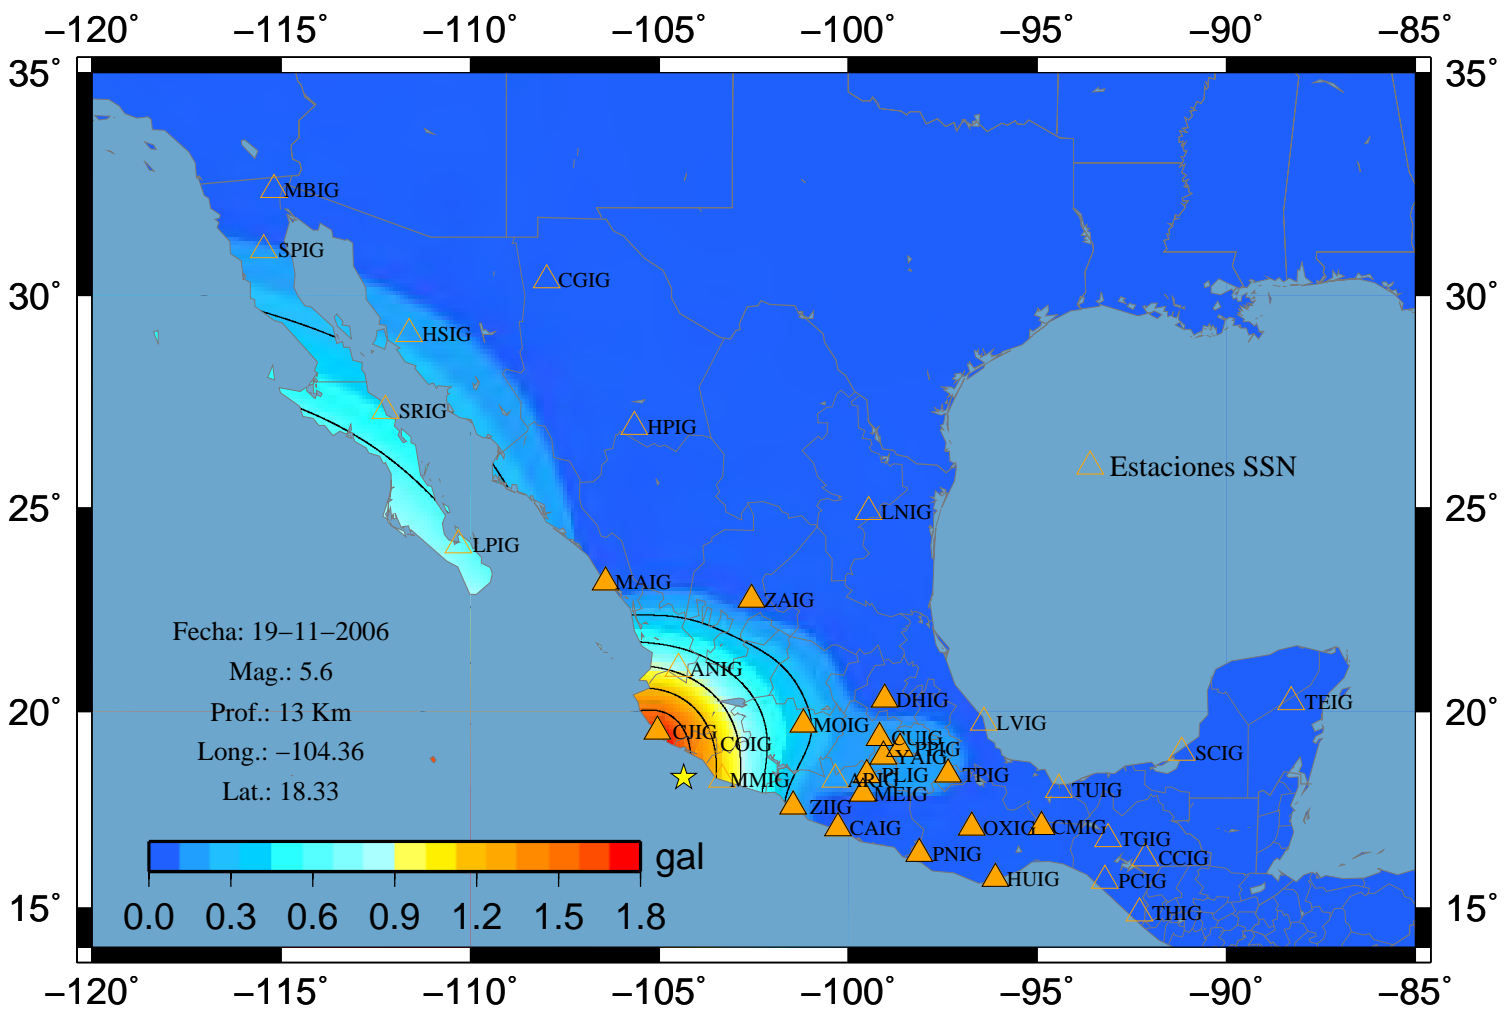 −120° −115° −110° −105° −100° −95° −90° −85°
35° 35°
MBIG
SPIG
CGIG
30° 30°
HSIG
SRIG
HPIG
Estaciones SSN
25° 25°
LNIG
LPIG
MAIG
ZAIG
Fecha: 19−11−2006
Mag.: 5.6
Prof.: 13 Km
Long.: −104.36
Lat.: 18.33
ANIG
DHIG
TEIG
20° 20°
MOIG
LVIG
CJIG
CUIG
COIG
PPIG
YAIG
SCIG
MMIG
ARIG
PLIG
TPIG
TUIG
MEIG
ZIIG
CAIG
OXIG
CMIG
TGIG
PNIG
CCIG
HUIG
PCIG
THIG
gal
0.0 0.3 0.6 0.9 1.2 1.5 1.8
15° 15°
−120° −115° −110° −105° −100° −95° −90° −85°